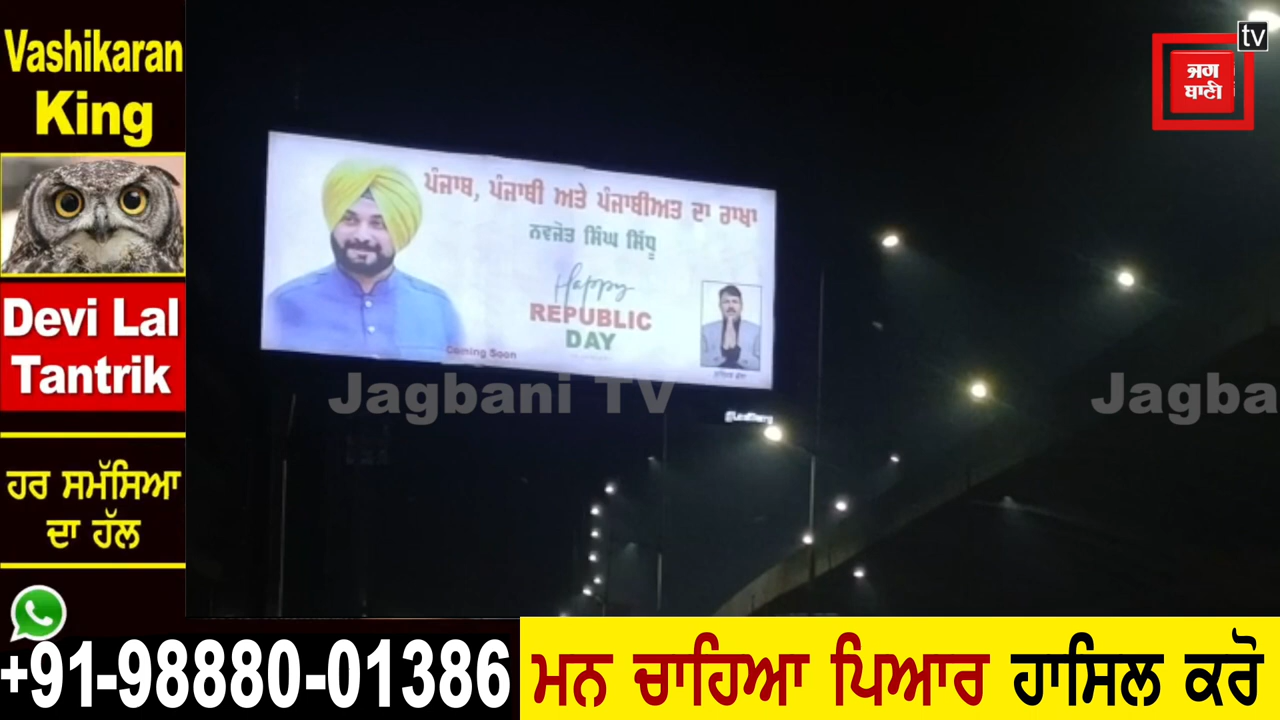 Vashikaran
King
Devi Lal
Tantrik
ਹਰ ਸਮੱਸਿਆ
ਦਾ ਹੱਲ
+91-98880-01386
ਮਨ ਚਾਹਿਆ ਪਿਆਰ ਹਾਸਿਲ ਕਰੋ
tv
ਜਗ
ਬਾਣੀ
ਪੰਜਾਬ, ਪੰਜਾਬੀ ਅਤੇ ਪੰਜਾਬੀਅਤ ਦਾ ਰਾਖਾ
ਨਵਜੋਤ ਸਿੰਘ ਸਿੱਧੂ
Happy
REPUBLIC
DAY
Coming Soon
Jagbani TV
Jagba